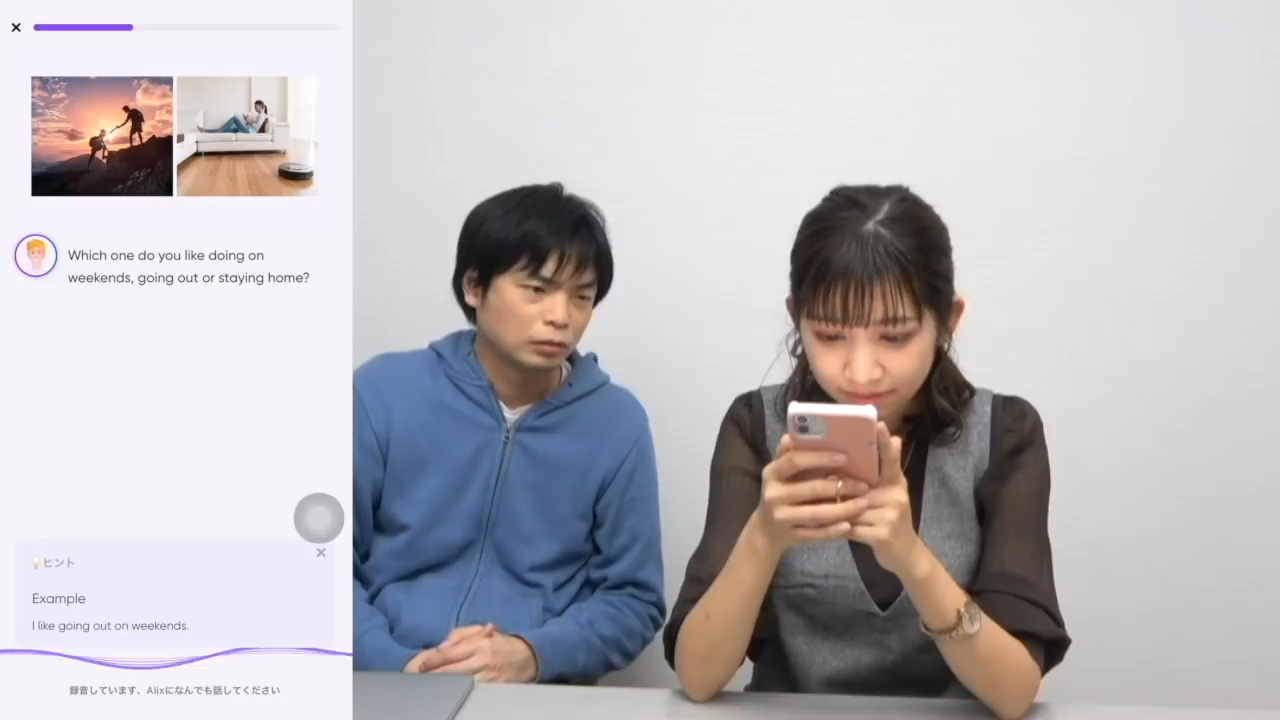 Which one do you like doing on
weekends, going out or staying home?
ヒント
Example
I like going out on weekends.
録音しています、Alixになんでも話してください